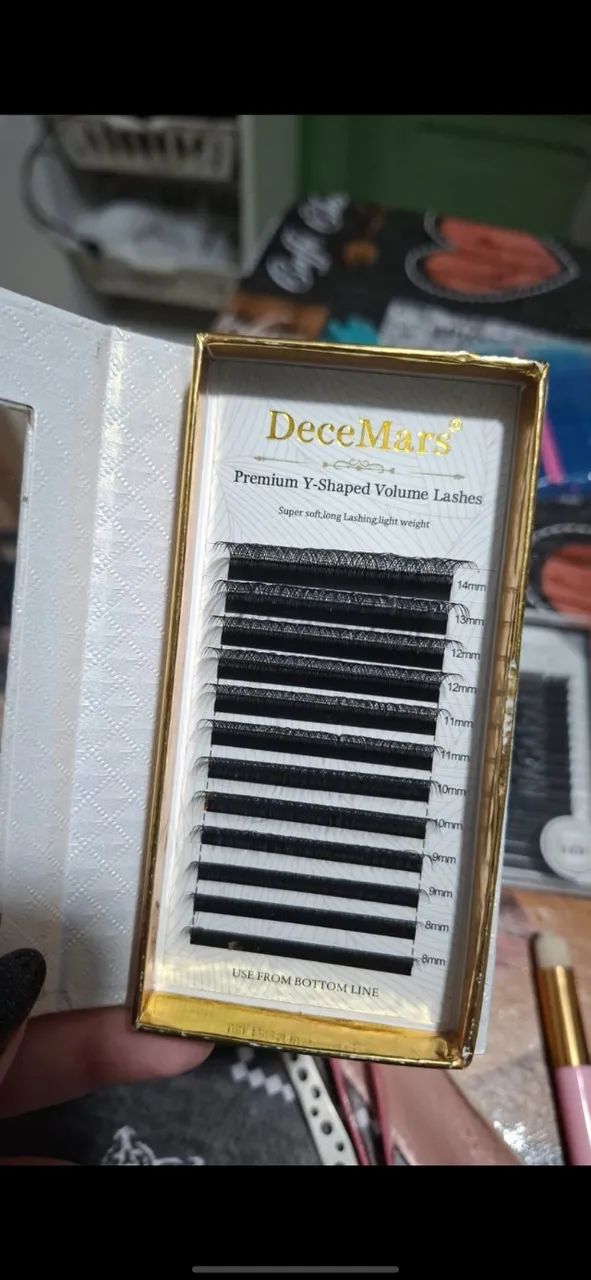 DeceMars®
Premium Y-Shaped Volume Lashes
Super soft,long Lashing,light weight
14mm
13mm
12mm
12mm
11mm
11mm
10mm
10mm
9mm
9mm
8mm
8mm
USE FROM BOTTOM LINE